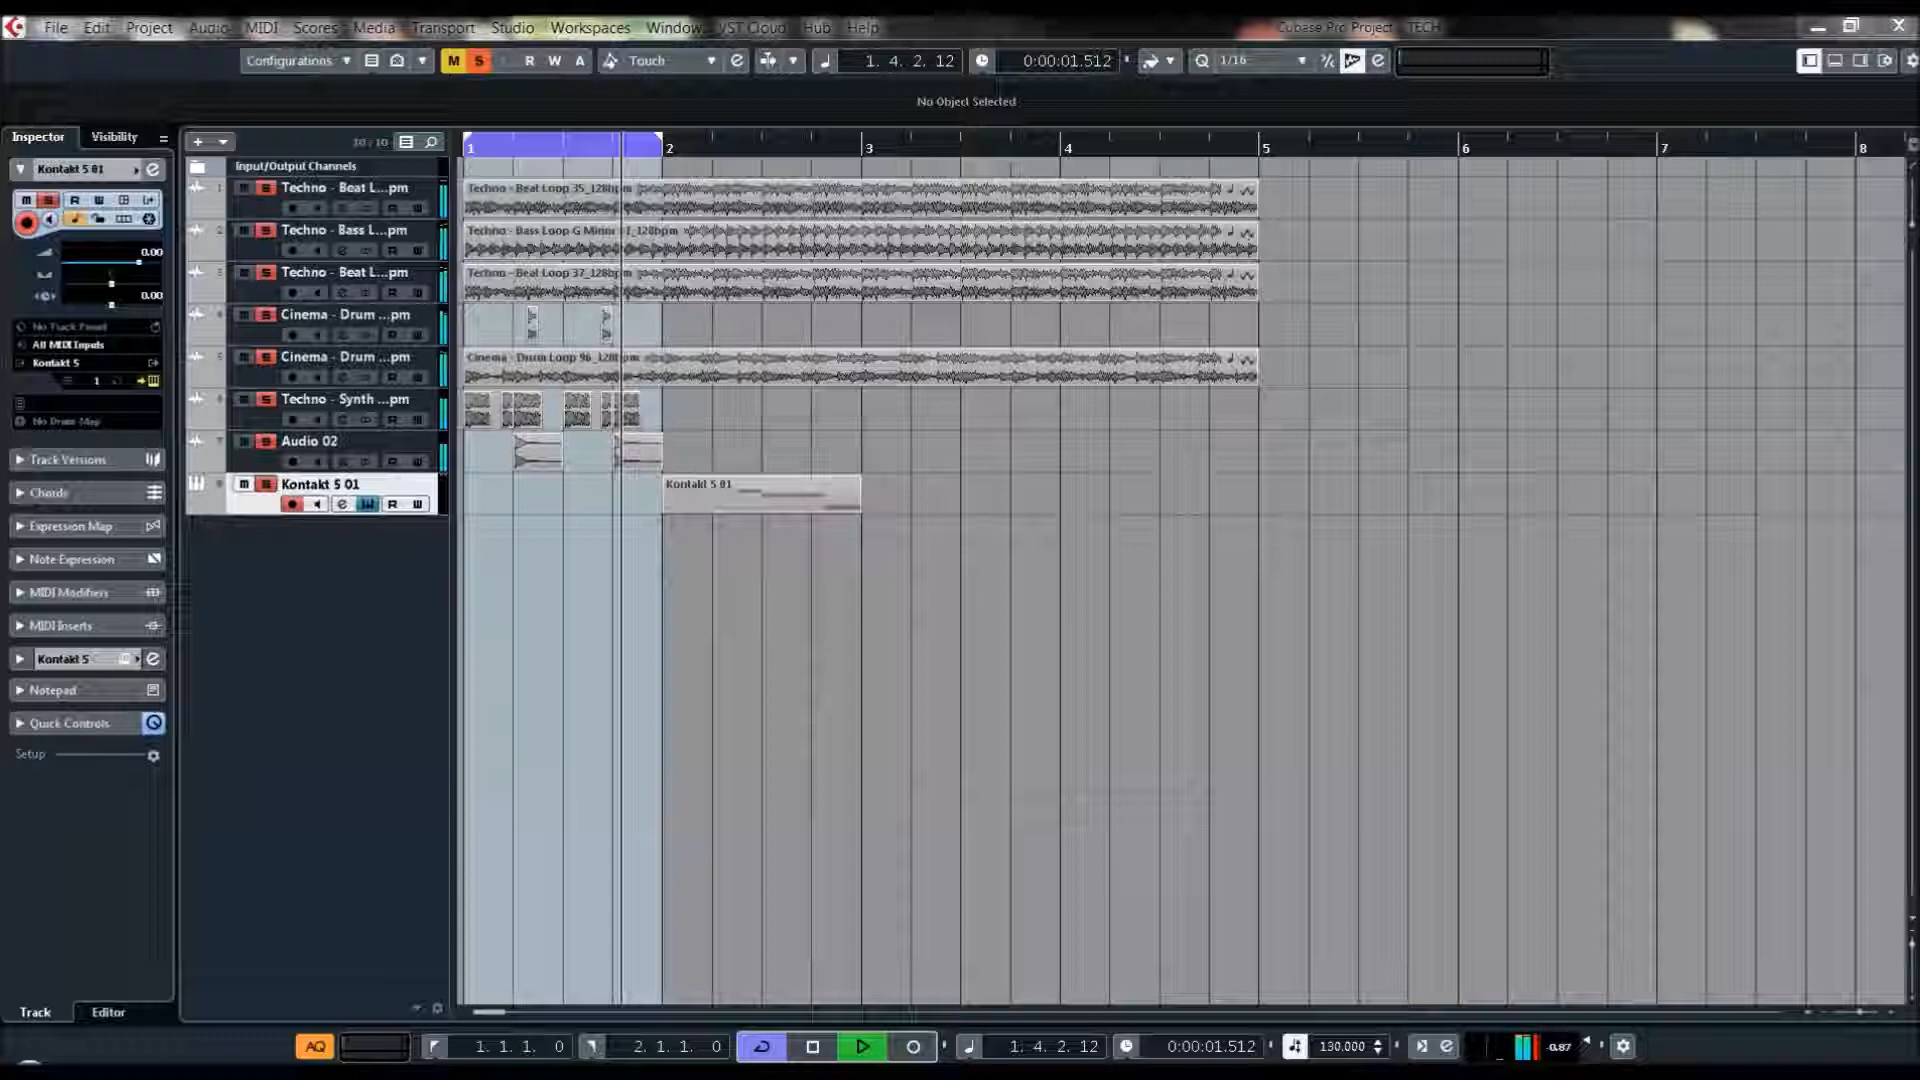 File Edit Project Audio MIDI Scores Media Transport Studio Workspaces Window VST Cloud Hub Help Cubase Pro Project TECH
Configurations M S R W A Touch 1. 4. 2. 12 0:00:01.512 Q 1/16
No Object Selected
Inspector Visibility 10 / 10 1 2 3 4 5 6 7 8
Kontakt 5 01 Input/Output Channels
1 Techno - Beat L...pm Techno - Beat Loop 35_128bpm
0.00 2 Techno - Bass L...pm Techno - Bass Loop G Minor
Techno - Beat L...pm Techno - Beat Loop 37_128bpm
0.00
Cinema - Drum ...pm
No Track Preset
All MIDI Inputs
Kontakt 5 Cinema - Drum ...pm Cinema - Drum Loop 96_128bpm
1
Techno - Synth ...pm
No Drum Map
Audio 02
Track Versions
Chords
Kontakt 5 01 Kontakt 5 01
Expression Map
Note Expression
MIDI Modifiers
MIDI Inserts
Kontakt 5
Notepad
Quick Controls
Setup
Track Editor
AQ 1. 1. 1. 0 2. 1. 1. 0 1. 4. 2. 12 0:00:01.512 130.000 -0.87